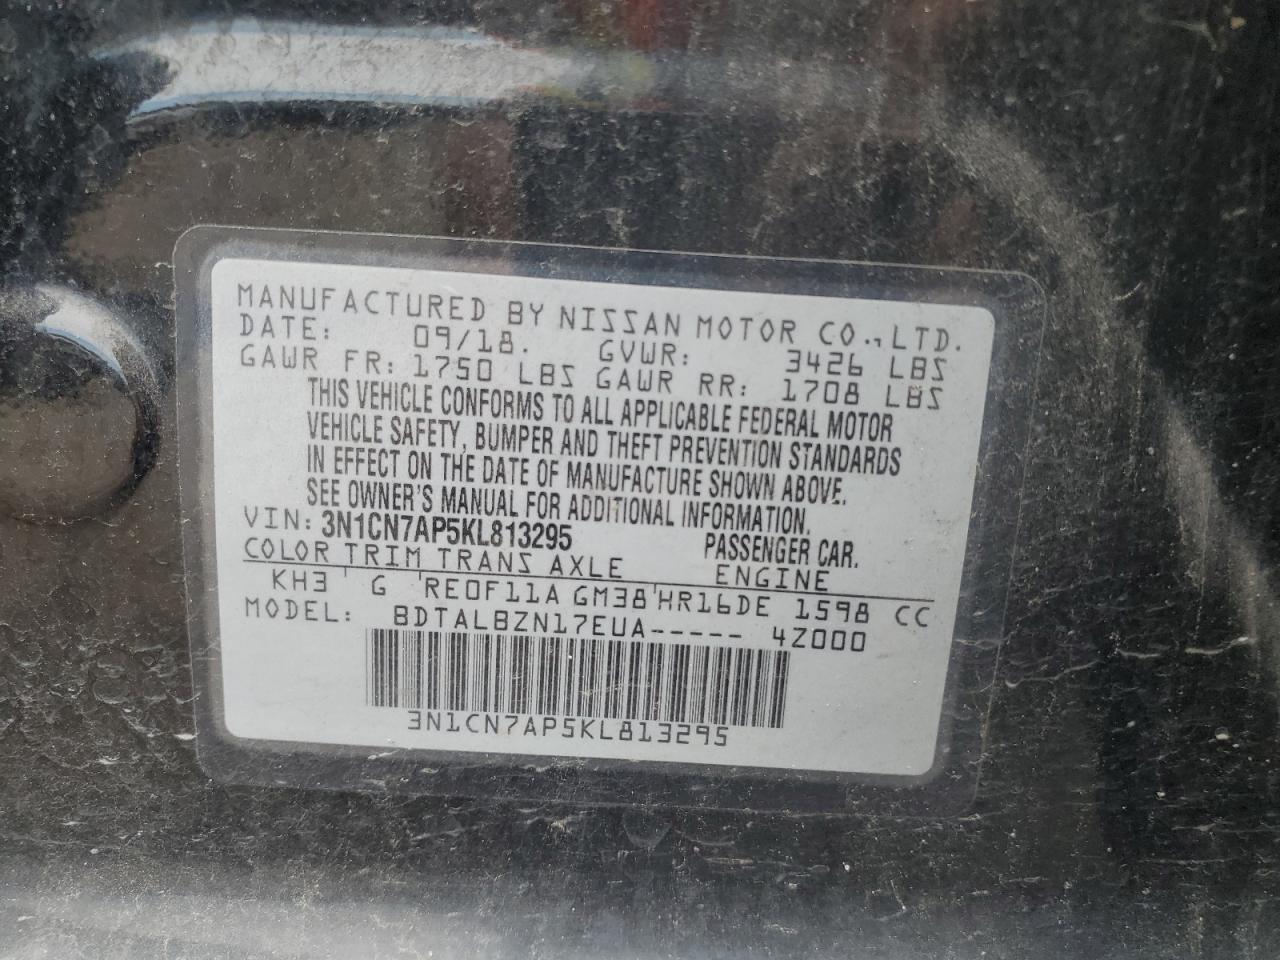 MANUFACTURED BY NISSAN MOTOR CO., LTD.
DATE: 09/18. GVWR: 3426 LBS
GAWR FR: 1750 LBS GAWR RR: 1708 LBS
THIS VEHICLE CONFORMS TO ALL APPLICABLE FEDERAL MOTOR
VEHICLE SAFETY, BUMPER AND THEFT PREVENTION STANDARDS
IN EFFECT ON THE DATE OF MANUFACTURE SHOWN ABOVE.
SEE OWNER'S MANUAL FOR ADDITIONAL INFORMATION.
VIN: 3N1CN7AP5KL813295 PASSENGER CAR.
COLOR TRIM TRANS AXLE ENGINE
KH3 ' G ' RE0F11A GM38 ' HR16DE 1598 CC
MODEL: BDTALBZN17EUA----- 4Z000
3N1CN7AP5KL813295